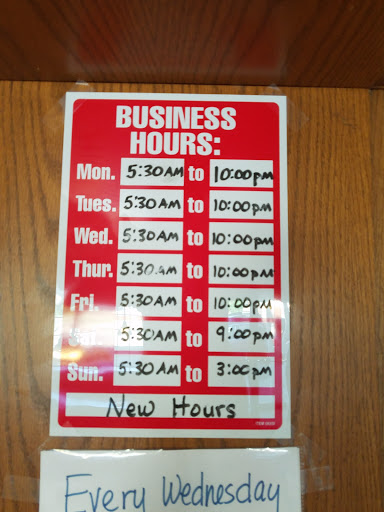 BUSINESS
HOURS:
Mon. 5:30AM to 10:00pm
Tues. 5:30AM to 10:00pm
Wed. 5:30AM to 10:00pm
Thur. 5:30am to 10:00pm
Fri. 5:30AM to 10:00pm
Sat. 5:30AM to 9:00pm
Sun. 5:30AM to 3:00pm
New Hours
Every Wednesday